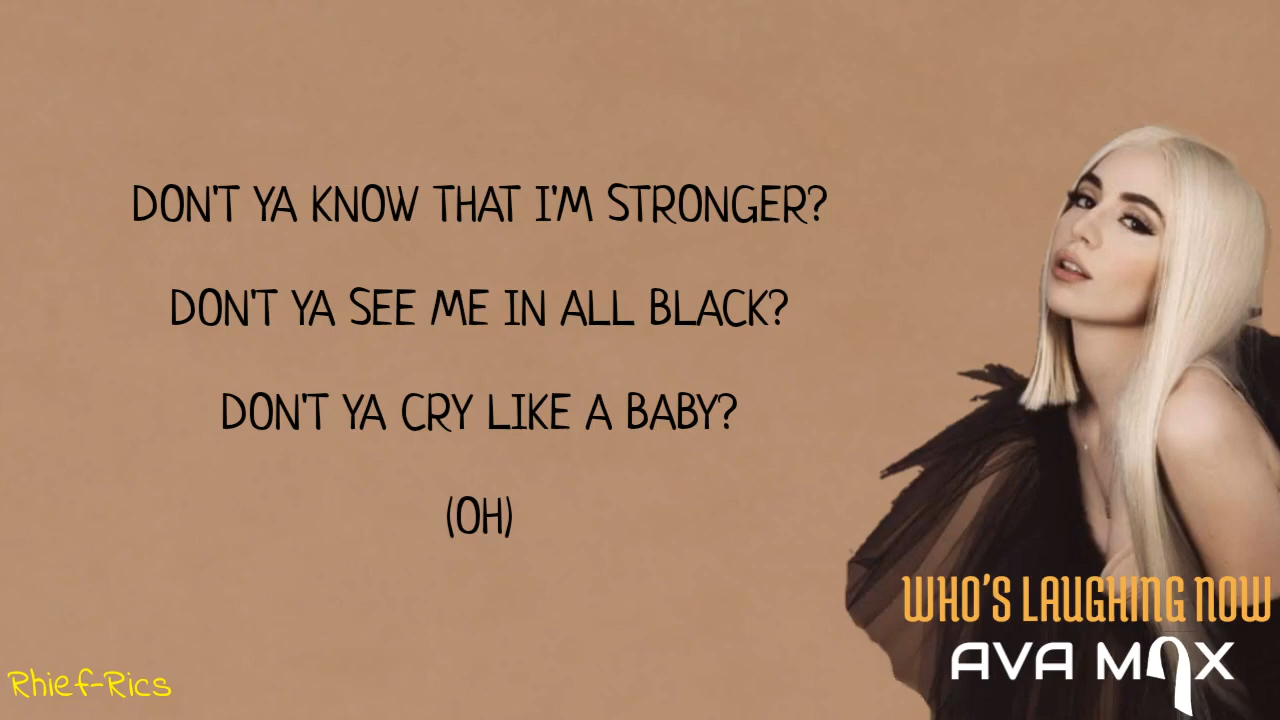 DON'T YA KNOW THAT I'M STRONGER?
DON'T YA SEE ME IN ALL BLACK?
DON'T YA CRY LIKE A BABY?
(OH)
WHO'S LAUGHING NOW
AVA MAX
Rhief-Rics